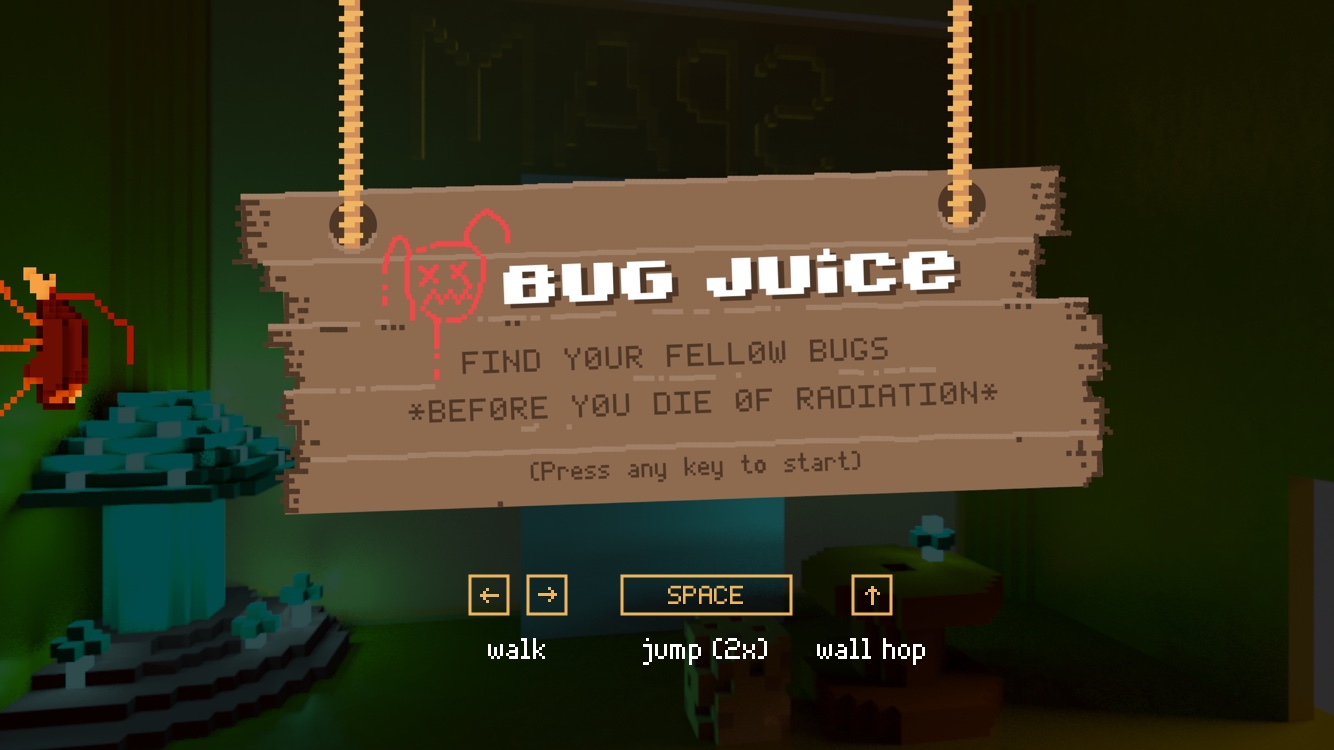 BUG JUiCe
FIND Y0UR FELL0W BUGS
*BEF0RE Y0U DIE 0F RADIATI0N*
(Press any key to start)
← → SPACE ↑
walk jump (2x) wall hop